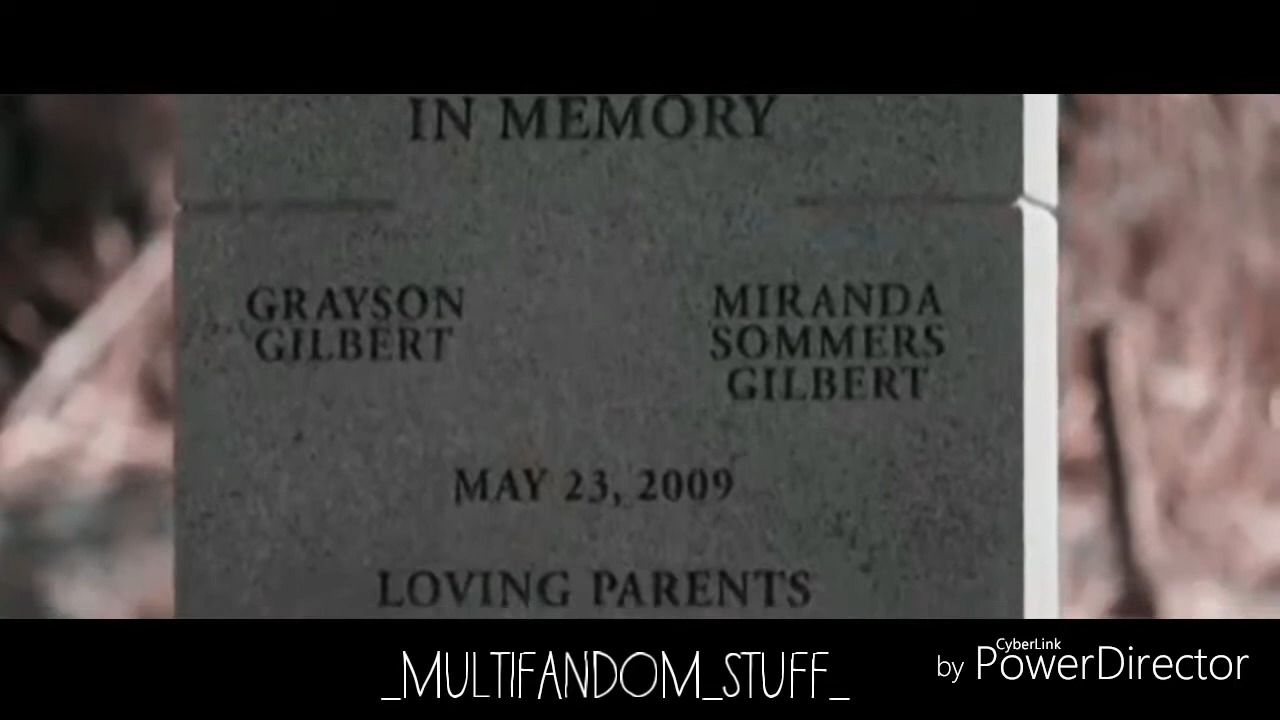 IN MEMORY
GRAYSON
GILBERT
MIRANDA
SOMMERS
GILBERT
MAY 23, 2009
LOVING PARENTS
_MULTIFANDOM_STUFF_
CyberLink
by PowerDirector